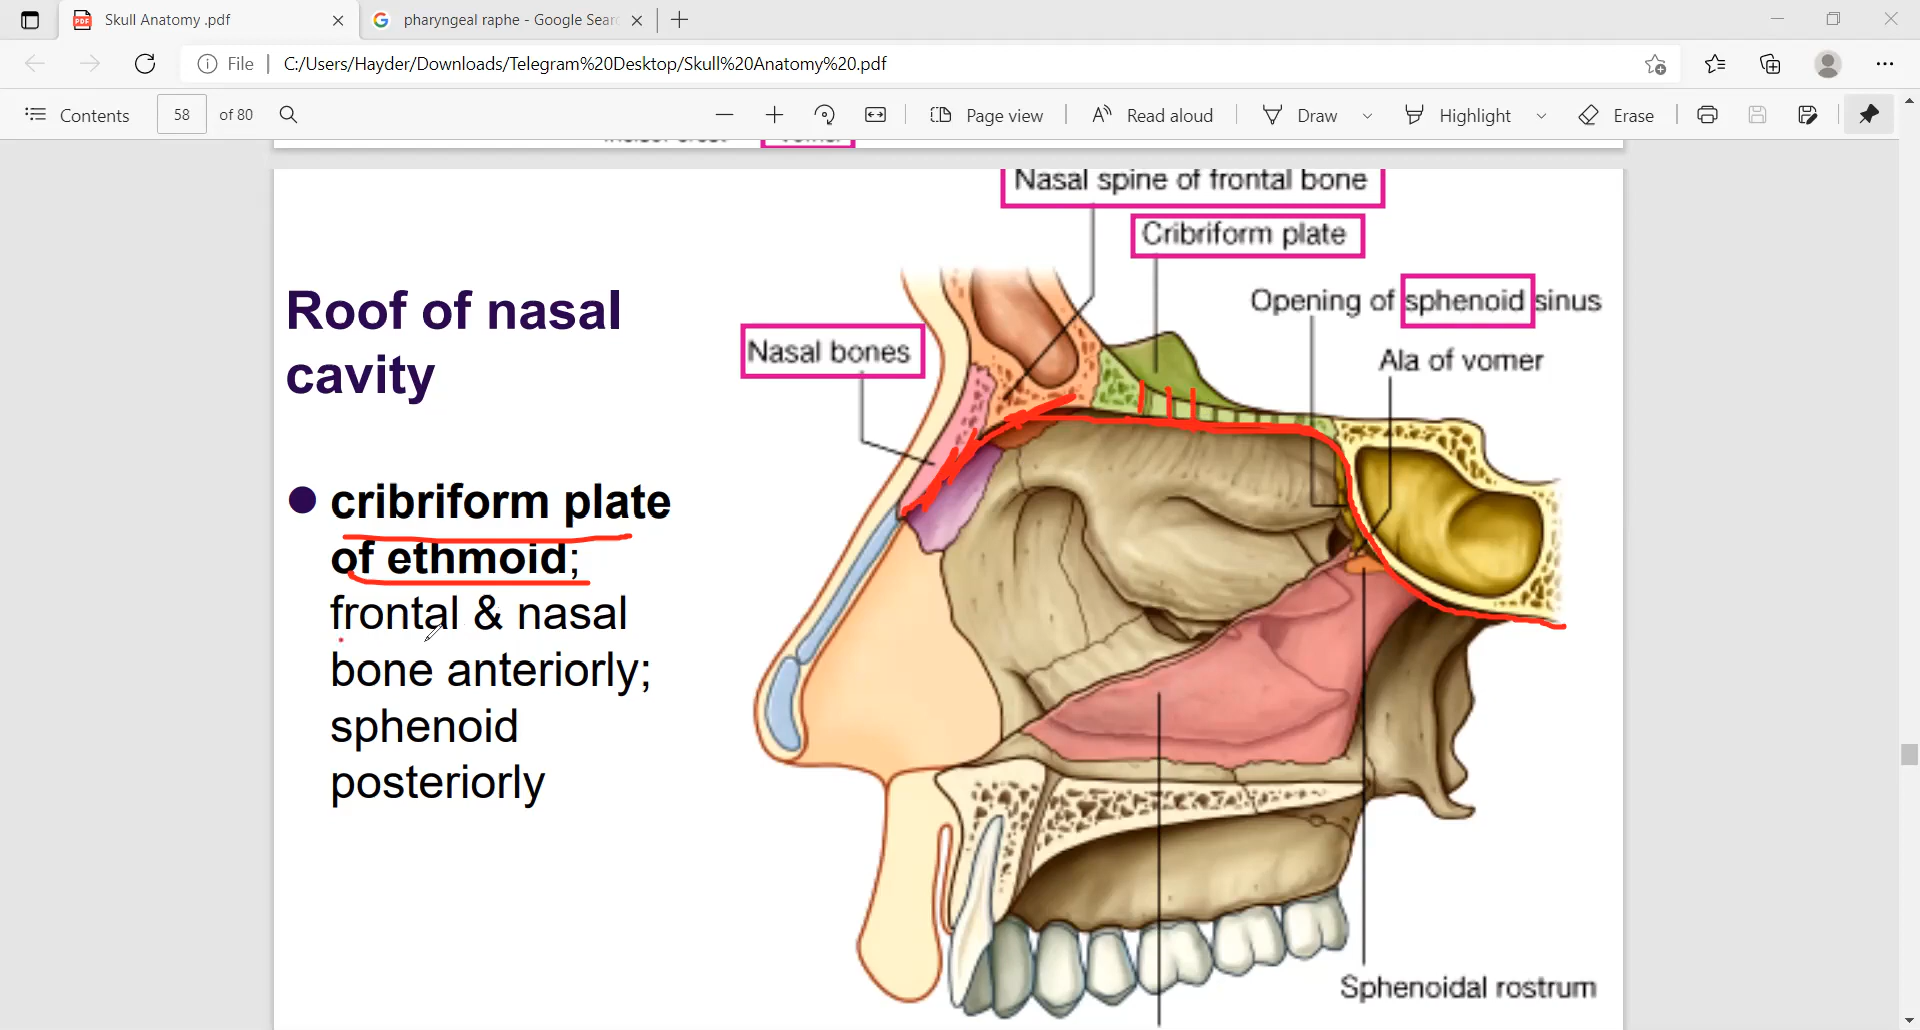 Skull Anatomy .pdf
pharyngeal raphe - Google Sear
File
C:/Users/Hayder/Downloads/Telegram%20Desktop/Skull%20Anatomy%20.pdf
Contents
58
of 80
Page view
Read aloud
Draw
Highlight
Erase
Nasal spine of frontal bone
Cribriform plate
Opening of sphenoid sinus
Nasal bones
Ala of vomer
Roof of nasal
cavity
cribriform plate
of ethmoid;
frontal & nasal
bone anteriorly;
sphenoid
posteriorly
Sphenoidal rostrum